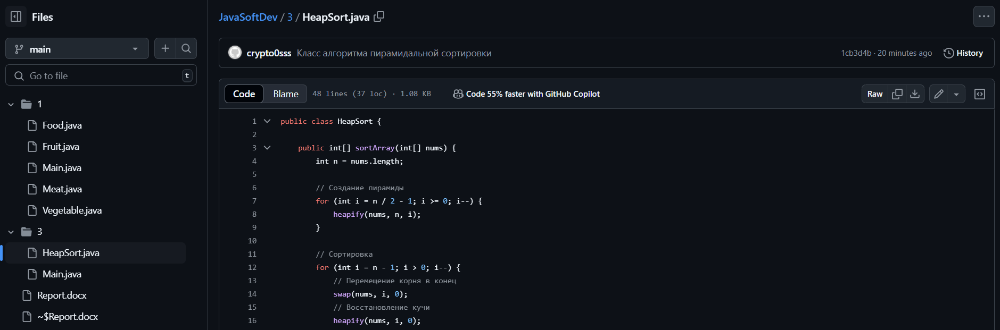 Files
main
Go to file
t
1
Food.java
Fruit.java
Main.java
Meat.java
Vegetable.java
3
HeapSort.java
Main.java
Report.docx
~$Report.docx
JavaSoftDev / 3 / HeapSort.java
crypto0sss Класс алгоритма пирамидальной сортировки 1cb3d4b · 20 minutes ago History
Code Blame 48 lines (37 loc) · 1.08 KB Code 55% faster with GitHub Copilot Raw
1 public class HeapSort {
2
3     public int[] sortArray(int[] nums) {
4         int n = nums.length;
5
6         // Создание пирамиды
7         for (int i = n / 2 - 1; i >= 0; i--) {
8             heapify(nums, n, i);
9         }
10
11         // Сортировка
12         for (int i = n - 1; i > 0; i--) {
13             // Перемещение корня в конец
14             swap(nums, i, 0);
15             // Восстановление кучи
16             heapify(nums, i, 0);